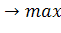 → max